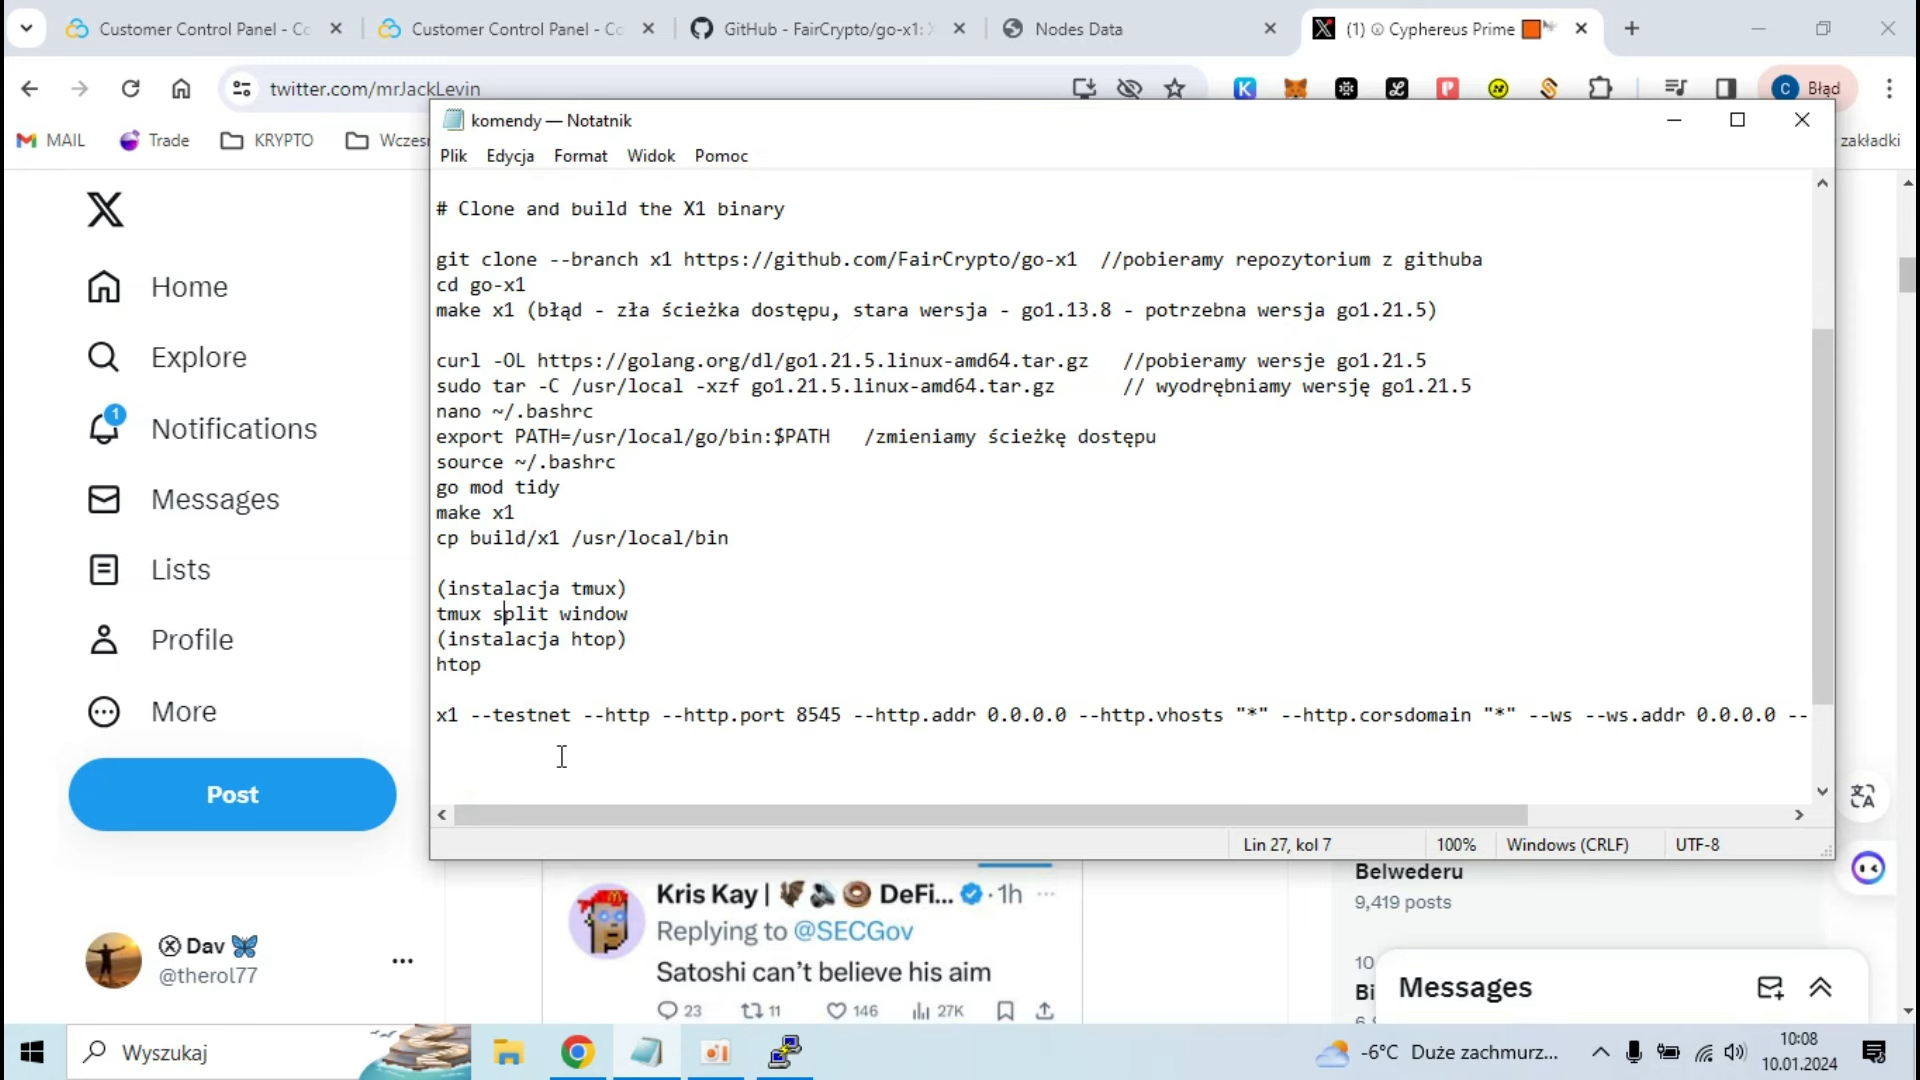 Customer Control Panel - Cc
Customer Control Panel - Cc
GitHub - FairCrypto/go-x1:
Nodes Data
(1) Cyphereus Prime
twitter.com/mrJackLevin
Błąd
MAIL
Trade
KRYPTO
Wczesn
zakładki
komendy — Notatnik
Plik Edycja Format Widok Pomoc
# Clone and build the X1 binary
git clone --branch x1 https://github.com/FairCrypto/go-x1 //pobieramy repozytorium z githuba
cd go-x1
make x1 (błąd - zła ścieżka dostępu, stara wersja - go1.13.8 - potrzebna wersja go1.21.5)
curl -OL https://golang.org/dl/go1.21.5.linux-amd64.tar.gz //pobieramy wersje go1.21.5
sudo tar -C /usr/local -xzf go1.21.5.linux-amd64.tar.gz // wyodrębniamy wersję go1.21.5
nano ~/.bashrc
export PATH=/usr/local/go/bin:$PATH /zmieniamy ścieżkę dostępu
source ~/.bashrc
go mod tidy
make x1
cp build/x1 /usr/local/bin
(instalacja tmux)
tmux split window
(instalacja htop)
htop
x1 --testnet --http --http.port 8545 --http.addr 0.0.0.0 --http.vhosts "*" --http.corsdomain "*" --ws --ws.addr 0.0.0.0 --
Lin 27, kol 7
100%
Windows (CRLF)
UTF-8
Home
Explore
1
Notifications
Messages
Lists
Profile
More
Post
Dav
@therol77
Kris Kay | DeFi... · 1h
Replying to @SECGov
Satoshi can't believe his aim
23 11 146 27K
Belwederu
9,419 posts
10
Bi
Messages
Wyszukaj
-6°C Duże zachmurz...
10:08
10.01.2024